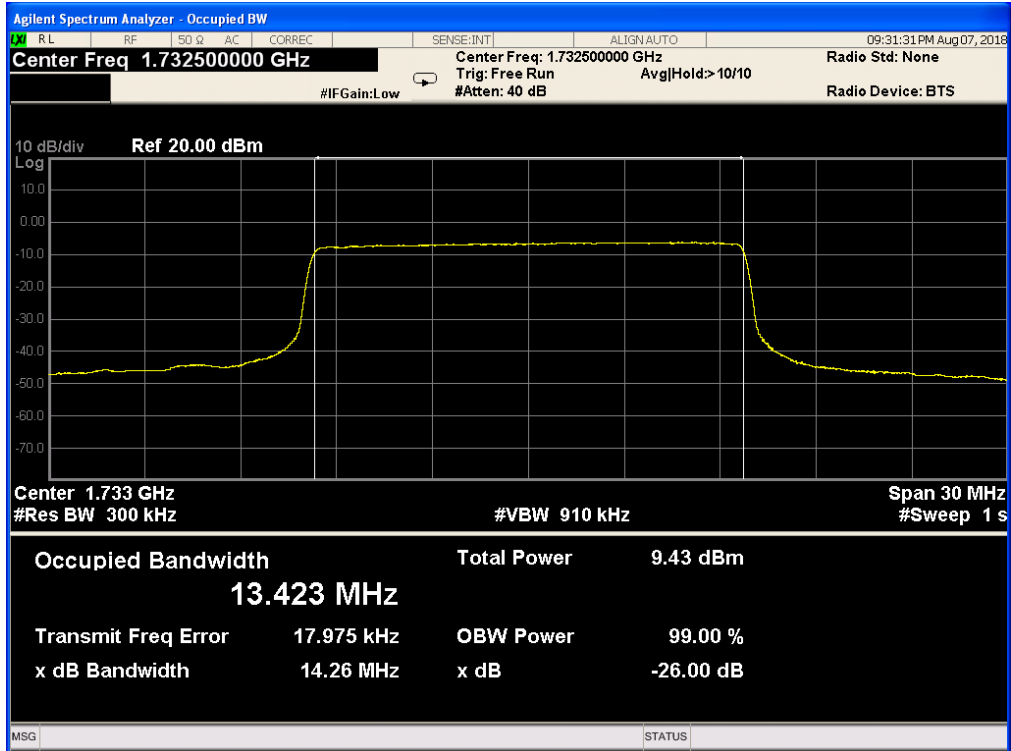 Agilent Spectrum Analyzer - Occupied BW
LXI RL RF 50 Ω AC CORREC SENSE:INT ALIGN AUTO 09:31:31 PM Aug 07, 2018
Center Freq 1.732500000 GHz Center Freq: 1.732500000 GHz Radio Std: None
Trig: Free Run Avg|Hold:>10/10
#IFGain:Low #Atten: 40 dB Radio Device: BTS
10 dB/div Ref 20.00 dBm
Log
10.0
0.00
-10.0
-20.0
-30.0
-40.0
-50.0
-60.0
-70.0
Center 1.733 GHz Span 30 MHz
#Res BW 300 kHz #VBW 910 kHz #Sweep 1 s
Occupied Bandwidth Total Power 9.43 dBm
13.423 MHz
Transmit Freq Error 17.975 kHz OBW Power 99.00 %
x dB Bandwidth 14.26 MHz x dB -26.00 dB
MSG STATUS